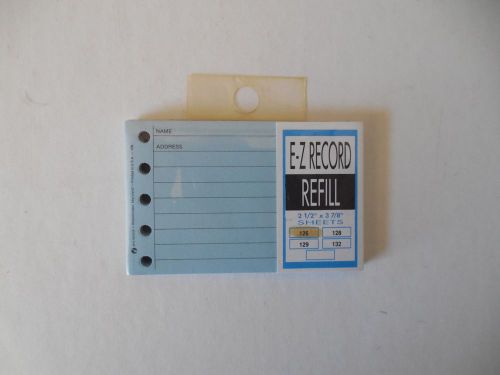 NAME
ADDRESS
E-Z RECORD
REFILL
2 1/2" x 3 7/8"
SHEETS
126 128
129 132